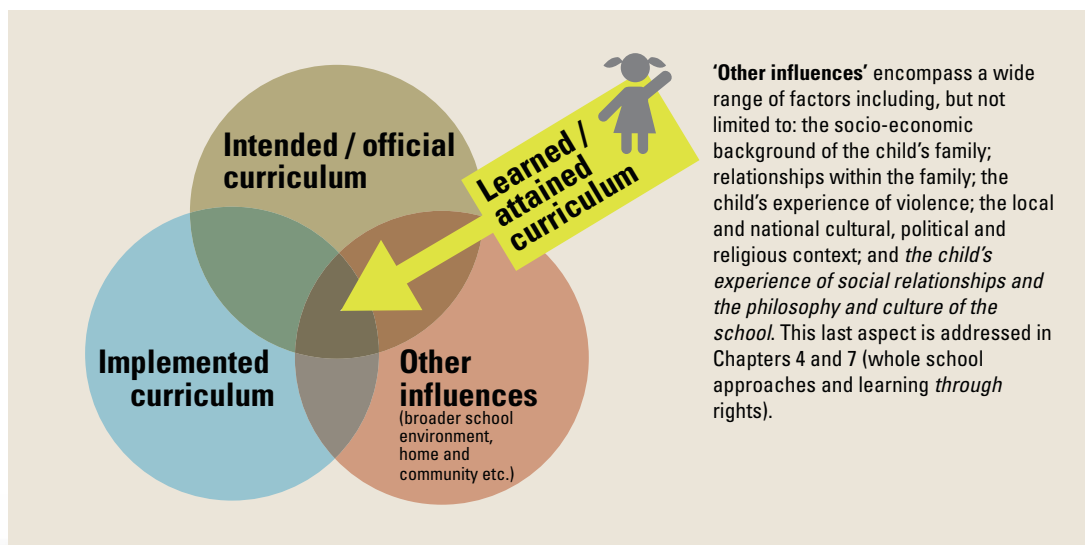 Intended / official
curriculum
Learned /
attained
curriculum
Implemented
curriculum
Other
influences
(broader school
environment,
home and
community etc.)
‘Other influences’ encompass a wide
range of factors including, but not
limited to: the socio-economic
background of the child’s family;
relationships within the family; the
child’s experience of violence; the local
and national cultural, political and
religious context; and the child’s
experience of social relationships and
the philosophy and culture of the
school. This last aspect is addressed in
Chapters 4 and 7 (whole school
approaches and learning through
rights).